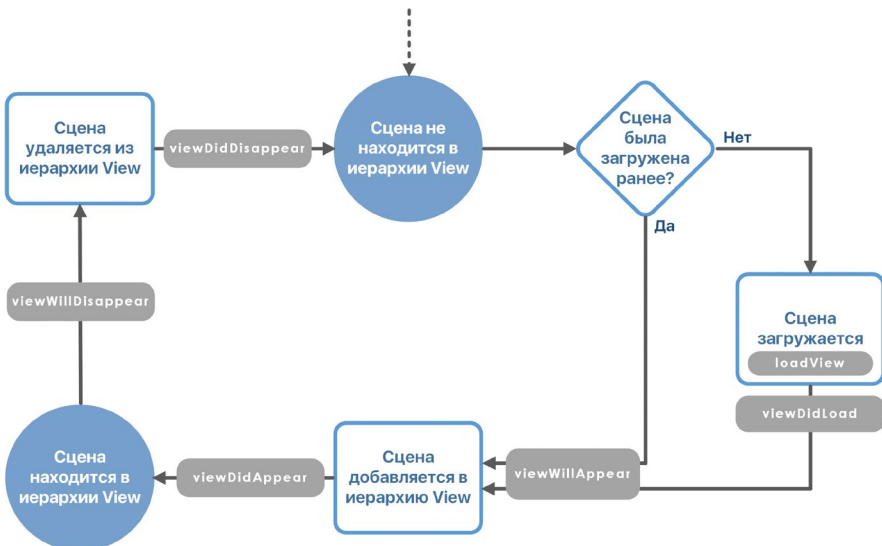 Сцена
удаляется из
иерархии View
viewDidDisappear
Сцена не
находится в
иерархии View
Сцена
была
загружена
ранее?
Нет
Да
viewWillDisappear
Сцена
загружается
loadView
viewDidLoad
Сцена
находится в
иерархии View
viewDidAppear
Сцена
добавляется в
иерархию View
viewWillAppear